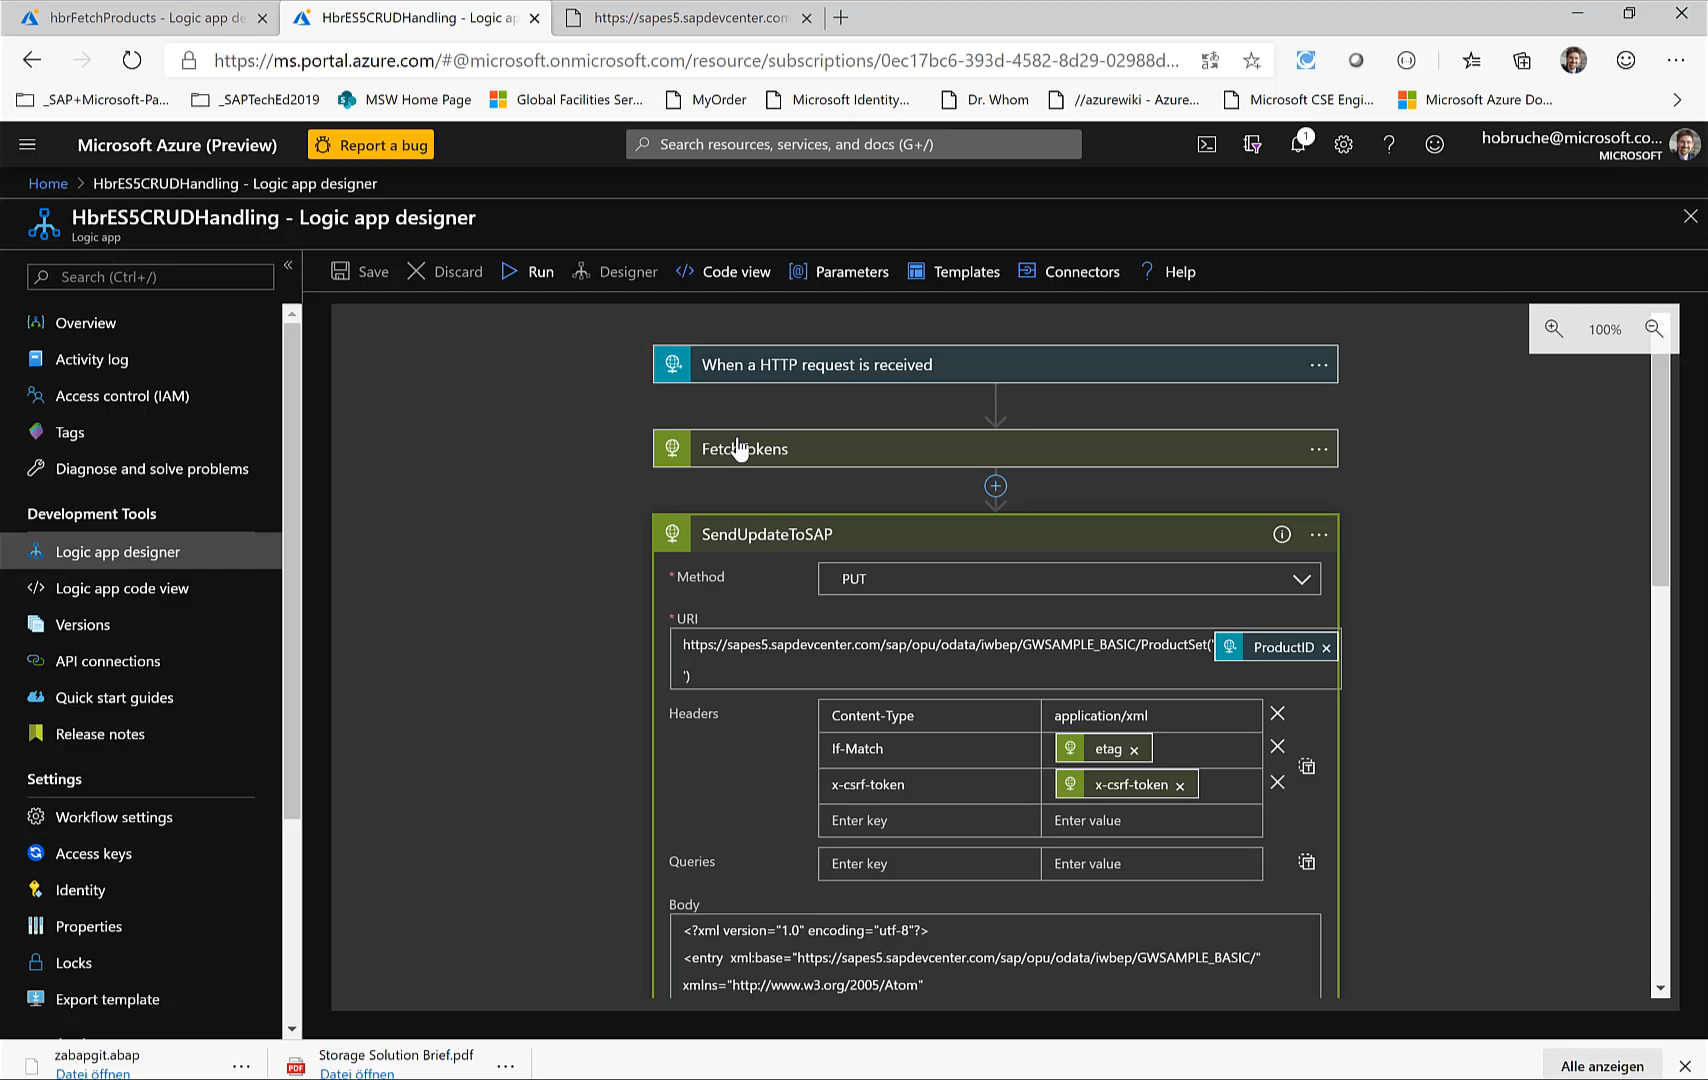 hbrFetchProducts - Logic app de
HbrES5CRUDHandling - Logic ap
https://sapes5.sapdevcenter.com
https://ms.portal.azure.com/#@microsoft.onmicrosoft.com/resource/subscriptions/0ec17bc6-393d-4582-8d29-02988d...
_SAP+Microsoft-Pa...
_SAPTechEd2019
MSW Home Page
Global Facilities Ser...
MyOrder
Microsoft Identity...
Dr. Whom
//azurewiki - Azure...
Microsoft CSE Engi...
Microsoft Azure Do...
Microsoft Azure (Preview)
Report a bug
Search resources, services, and docs (G+/)
1
hobruche@microsoft.co...
MICROSOFT
Home > HbrES5CRUDHandling - Logic app designer
HbrES5CRUDHandling - Logic app designer
Logic app
Search (Ctrl+/)
Save
Discard
Run
Designer
Code view
Parameters
Templates
Connectors
Help
Overview
Activity log
Access control (IAM)
Tags
Diagnose and solve problems
Development Tools
Logic app designer
Logic app code view
Versions
API connections
Quick start guides
Release notes
Settings
Workflow settings
Access keys
Identity
Properties
Locks
Export template
100%
When a HTTP request is received
SendUpdateToSAP
* Method
PUT
* URI
https://sapes5.sapdevcenter.com/sap/opu/odata/iwbep/GWSAMPLE_BASIC/ProductSet('
ProductID
')
Headers
Content-Type
application/xml
If-Match
etag
x-csrf-token
x-csrf-token
Enter key
Enter value
Queries
Enter key
Enter value
Body
<?xml version="1.0" encoding="utf-8"?>
<entry xml:base="https://sapes5.sapdevcenter.com/sap/opu/odata/iwbep/GWSAMPLE_BASIC/"
xmlns="http://www.w3.org/2005/Atom"
zabapgit.abap
Datei öffnen
Storage Solution Brief.pdf
Datei öffnen
Alle anzeigen